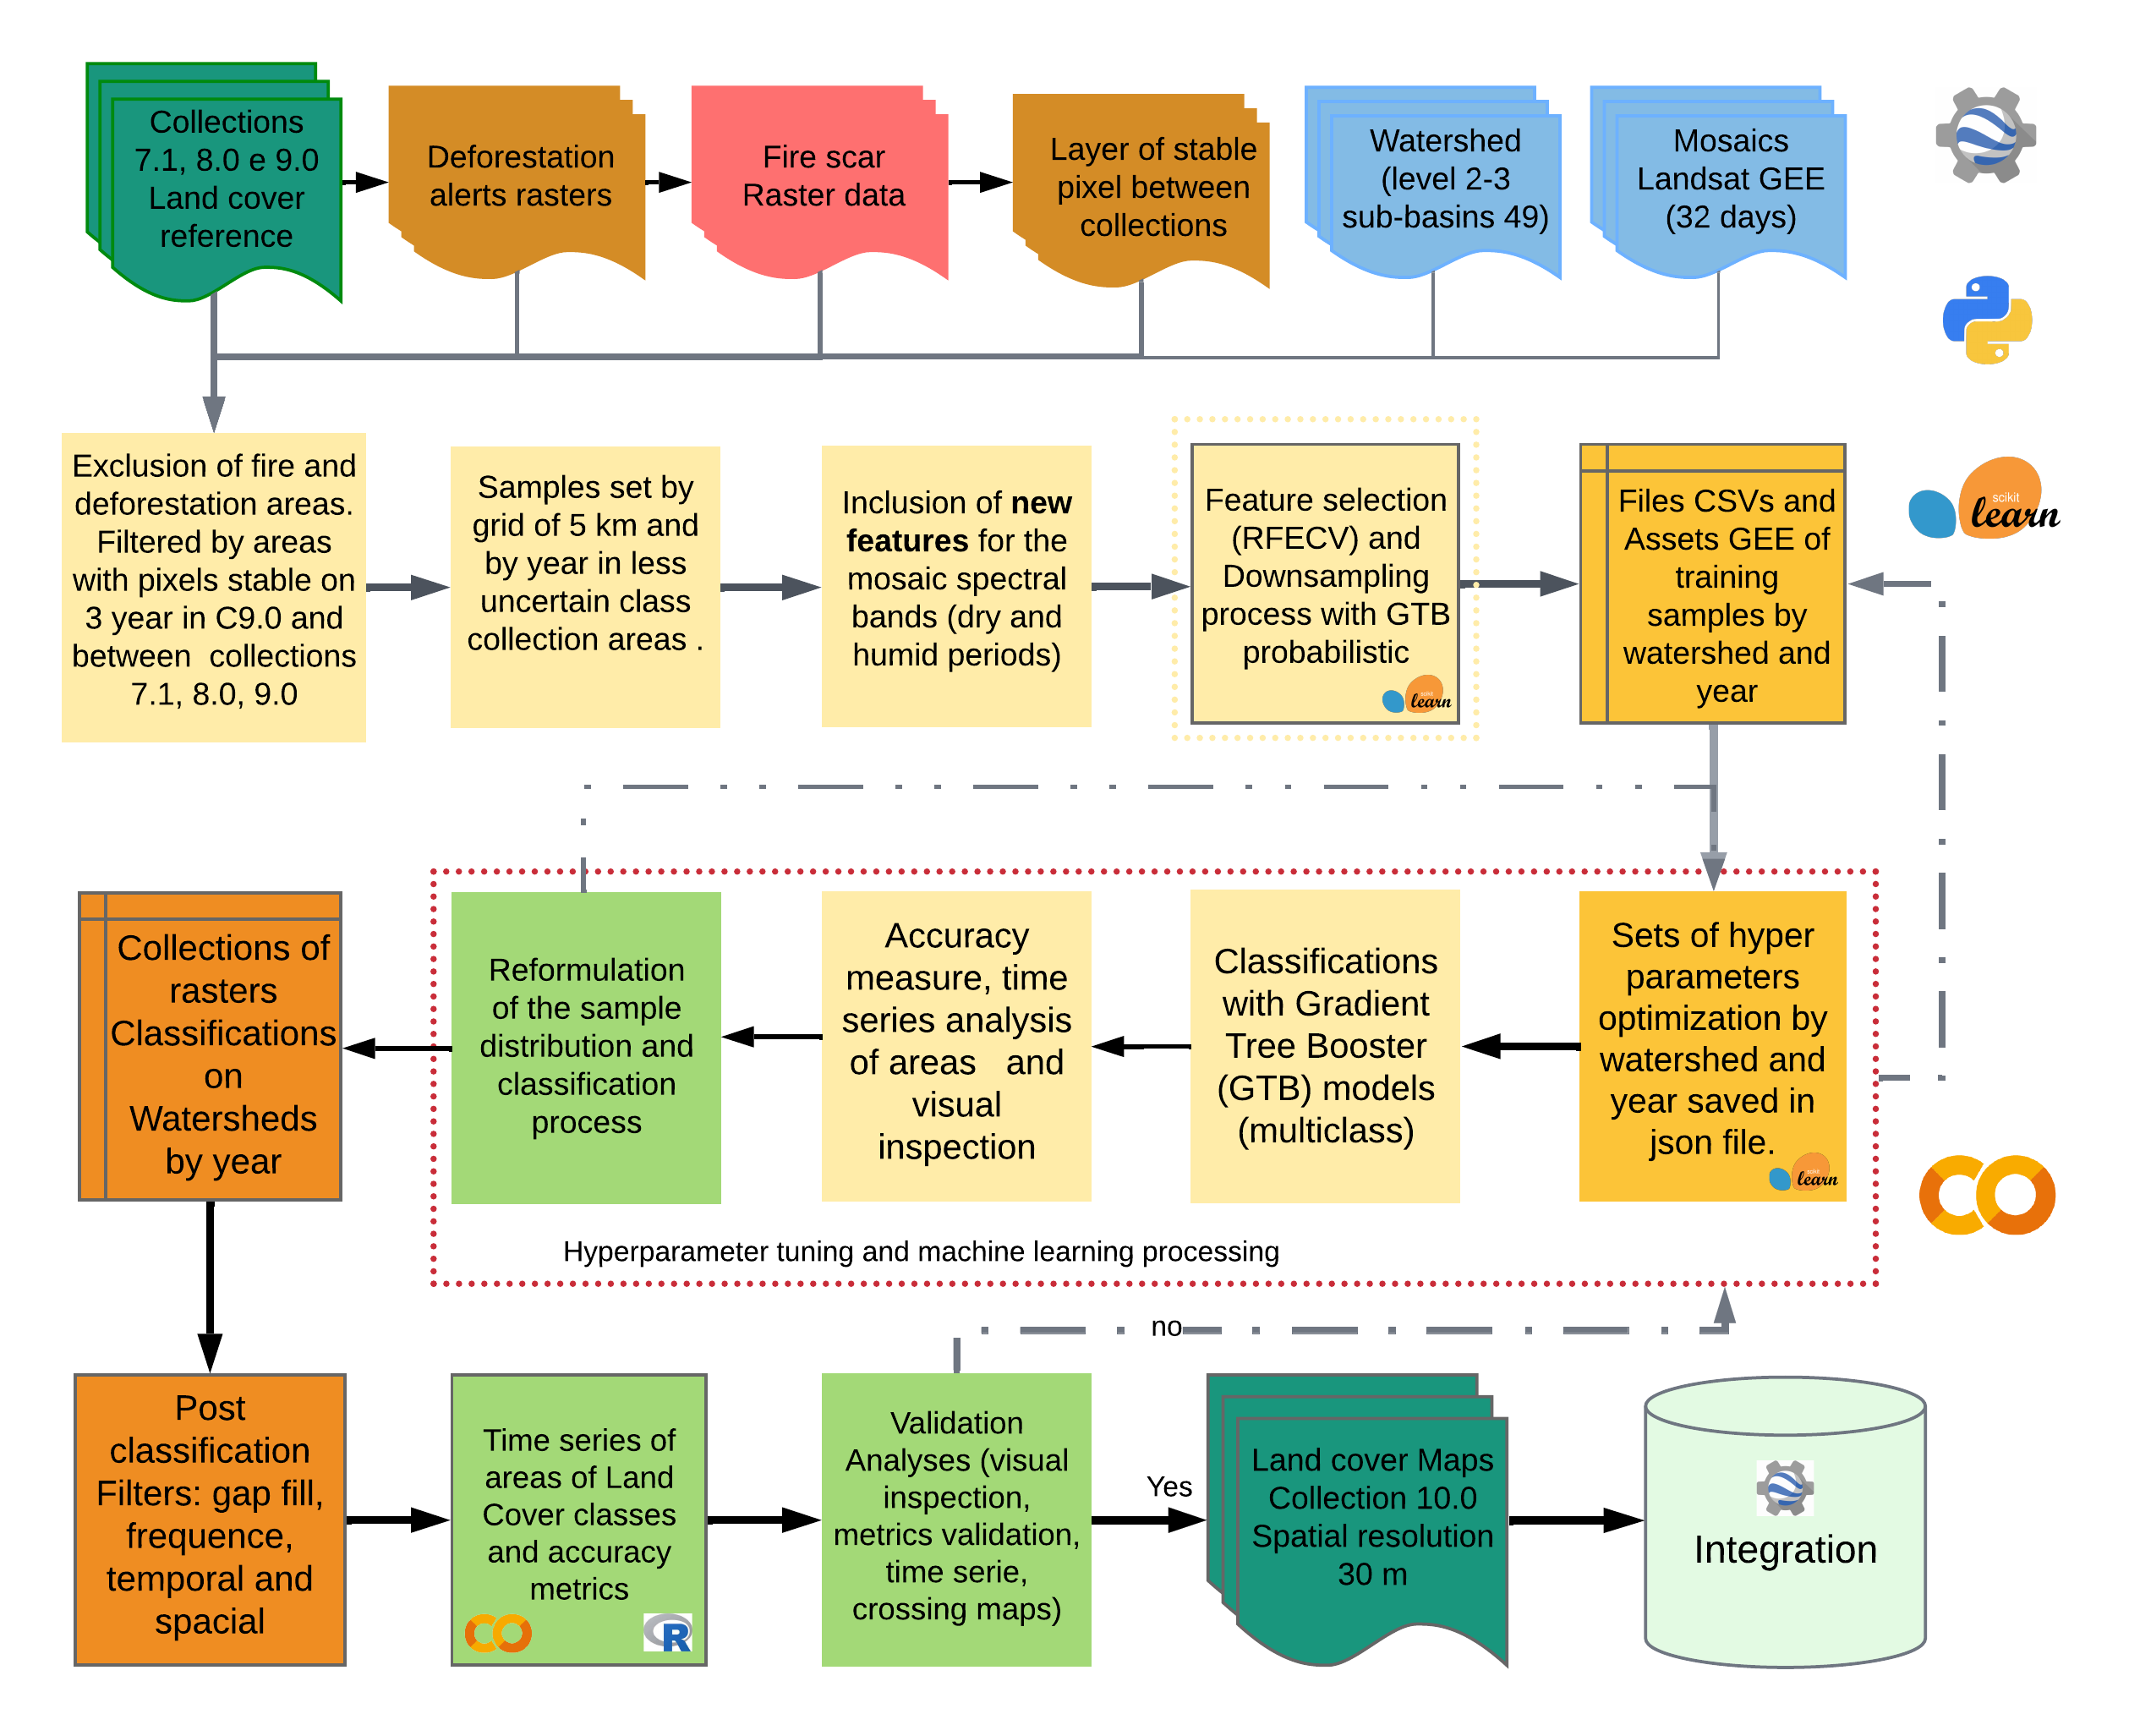 Collections
7.1, 8.0 e 9.0
Land cover
reference
Deforestation
alerts rasters
Fire scar
Raster data
Layer of stable
pixel between
collections
Watershed
(level 2-3
sub-basins 49)
Mosaics
Landsat GEE
(32 days)
Exclusion of fire and
deforestation areas.
Filtered by areas
with pixels stable on
3 year in C9.0 and
between collections
7.1, 8.0, 9.0
Samples set by
grid of 5 km and
by year in less
uncertain class
collection areas .
Inclusion of new
features for the
mosaic spectral
bands (dry and
humid periods)
Feature selection
(RFECV) and
Downsampling
process with GTB
probabilistic
scikit
learn
Files CSVs and
Assets GEE of
training
samples by
watershed and
year
scikit
learn
Collections of
rasters
Classifications
on
Watersheds
by year
Reformulation
of the sample
distribution and
classification
process
Accuracy
measure, time
series analysis
of areas and
visual
inspection
Classifications
with Gradient
Tree Booster
(GTB) models
(multiclass)
Sets of hyper
parameters
optimization by
watershed and
year saved in
json file.
scikit
learn
Hyperparameter tuning and machine learning processing
no
Post
classification
Filters: gap fill,
frequence,
temporal and
spacial
Time series of
areas of Land
Cover classes
and accuracy
metrics
R
Validation
Analyses (visual
inspection,
metrics validation,
time serie,
crossing maps)
Yes
Land cover Maps
Collection 10.0
Spatial resolution
30 m
Integration